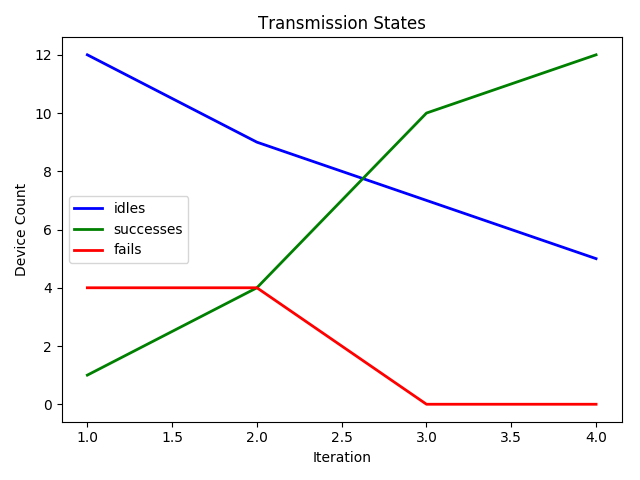 Transmission States
Device Count
12
10
8
6
4
2
0
idles
successes
fails
1.0 1.5 2.0 2.5 3.0 3.5 4.0
Iteration